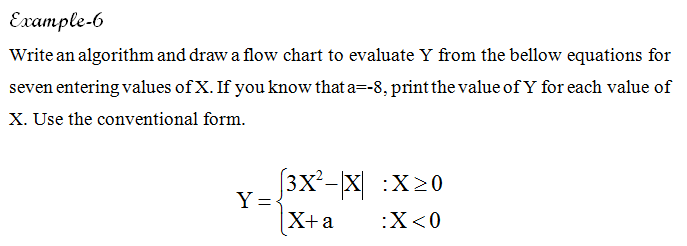 Example-6
Write an algorithm and draw a flow chart to evaluate Y from the bellow equations for
seven entering values of X. If you know that a=-8, print the value of Y for each value of
X. Use the conventional form.
Y = { 3X²−|X| : X ≥ 0
X+a : X < 0